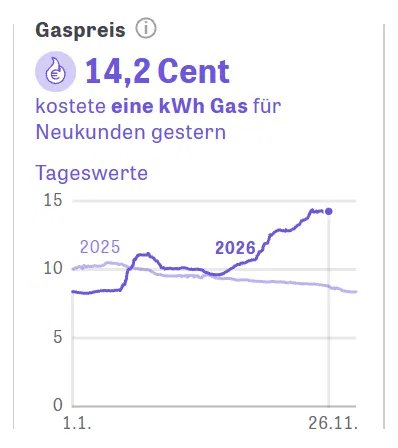 Gaspreis
14,2 Cent
kostete eine kWh Gas für
Neukunden gestern
Tageswerte
15
2025
2026
10
5
0
1.1.
26.11.